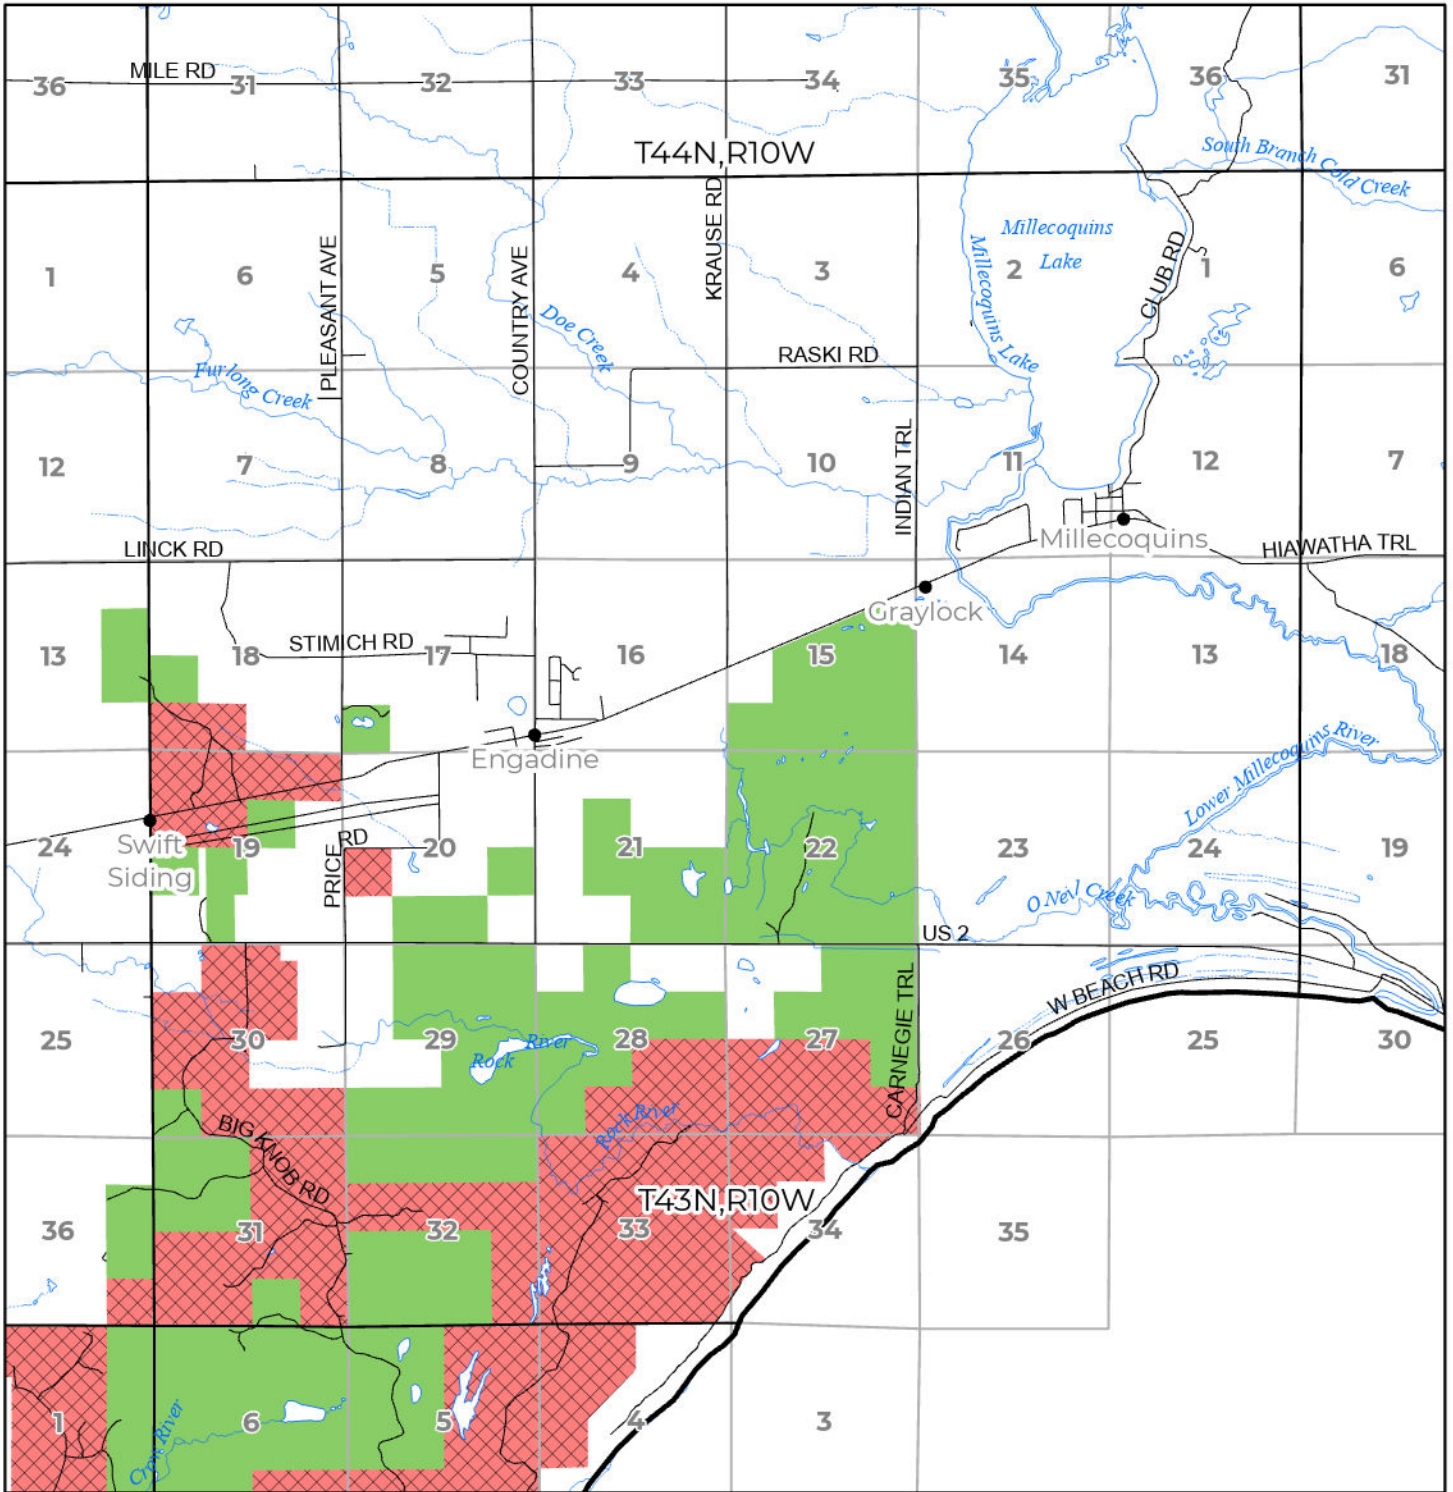 MILE RD
36
31
32
33
34
35
36
31
T44N,R10W
South Branch Cold Creek
KRAUSE RD
PLEASANT AVE
COUNTRY AVE
Millecoquins
Lake
Millecoquins Lake
CLUB RD
1
6
5
4
3
2
1
6
Doe Creek
RASKI RD
Furlong Creek
INDIAN TRL
12
7
8
9
10
11
12
7
Millecoquins
LINCK RD
HIAWATHA TRL
Graylock
STIMICH RD
13
18
17
16
15
14
13
18
Engadine
Lower Millecoquins River
Swift
Siding
PRICE RD
24
19
20
21
22
23
24
19
O Neil Creek
US 2
CARNEGIE TRL
W BEACH RD
25
30
29
28
27
26
25
30
Rock River
Rock River
BIG KNOB RD
T43N,R10W
36
31
32
33
34
35
1
6
5
4
3
Crow River